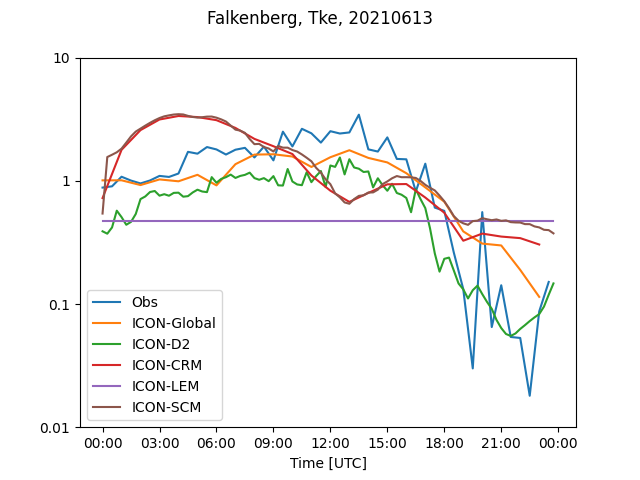 Falkenberg, Tke, 20210613
10
1
0.1
0.01
Obs
ICON-Global
ICON-D2
ICON-CRM
ICON-LEM
ICON-SCM
00:00 03:00 06:00 09:00 12:00 15:00 18:00 21:00 00:00
Time [UTC]